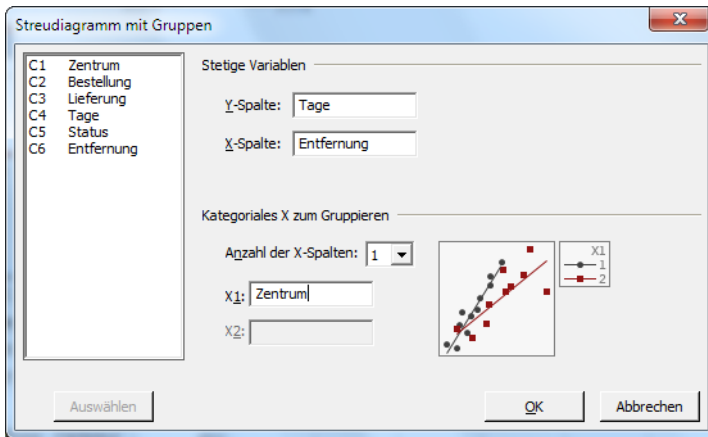 Streudiagramm mit Gruppen
C1 Zentrum
C2 Bestellung
C3 Lieferung
C4 Tage
C5 Status
C6 Entfernung
Stetige Variablen
Y-Spalte: Tage
X-Spalte: Entfernung
Kategoriales X zum Gruppieren
Anzahl der X-Spalten: 1
X1: Zentrum
X2:
X1
1
2
Auswählen
OK
Abbrechen